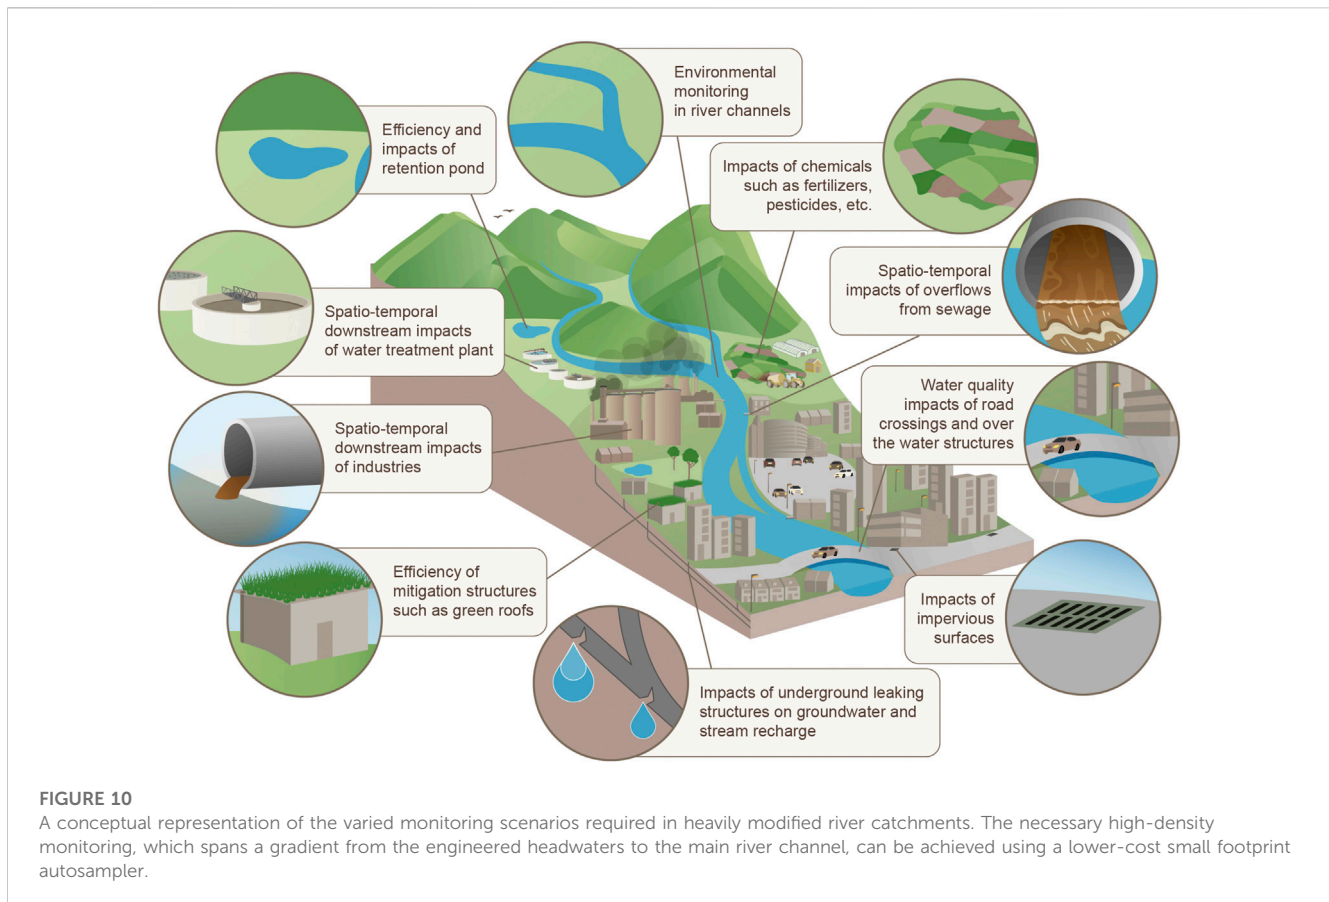 Environmental
monitoring
in river channels
Efficiency and
impacts of
retention pond
Impacts of chemicals
such as fertilizers,
pesticides, etc.
Spatio-temporal
impacts of overflows
from sewage
Spatio-temporal
downstream impacts
of water treatment plant
Water quality
impacts of road
crossings and over
the water structures
Spatio-temporal
downstream impacts
of industries
Efficiency of
mitigation structures
such as green roofs
Impacts of
impervious
surfaces
Impacts of underground leaking
structures on groundwater and
stream recharge
FIGURE 10
A conceptual representation of the varied monitoring scenarios required in heavily modified river catchments. The necessary high-density
monitoring, which spans a gradient from the engineered headwaters to the main river channel, can be achieved using a lower-cost small footprint
autosampler.